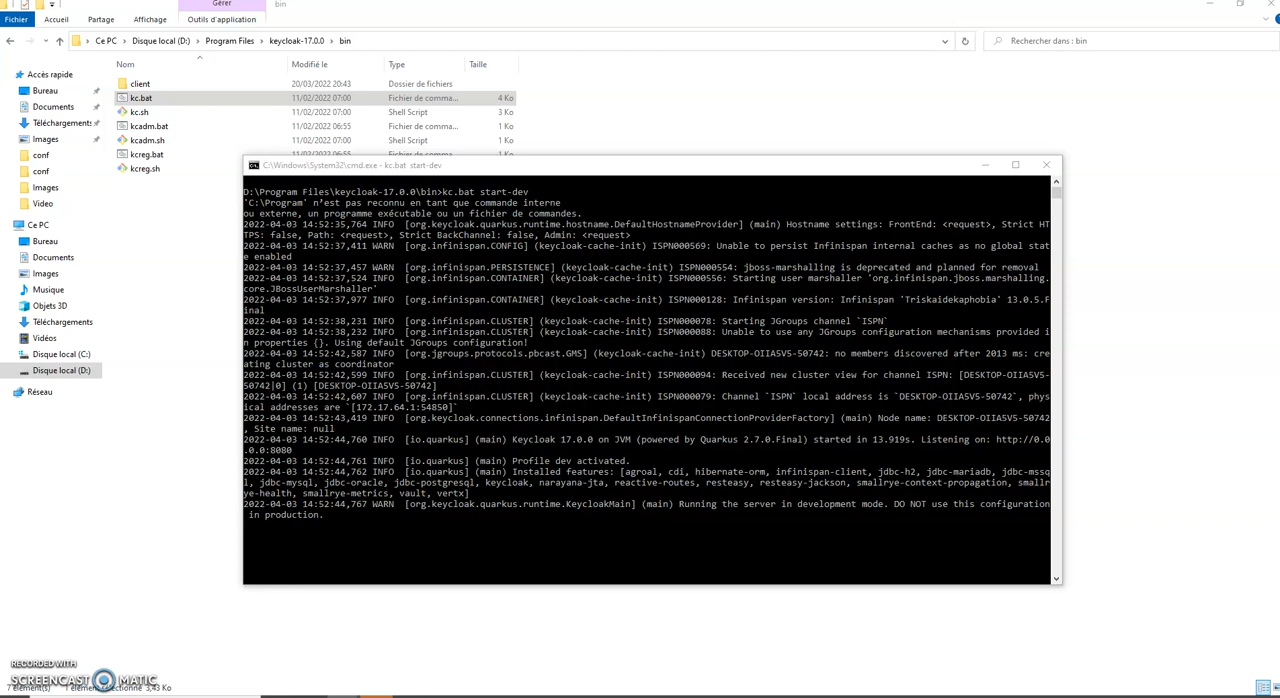 Gérer
bin
Fichier
Accueil
Partage
Affichage
Outils d'application
Ce PC > Disque local (D:) > Program Files > keycloak-17.0.0 > bin
Rechercher dans : bin
Nom
Modifié le
Type
Taille
client 20/03/2022 20:43 Dossier de fichiers
kc.bat 11/02/2022 07:00 Fichier de comma... 4 Ko
kc.sh 11/02/2022 07:00 Shell Script 3 Ko
kcadm.bat 11/02/2022 06:55 Fichier de comma... 1 Ko
kcadm.sh 11/02/2022 07:00 Shell Script 1 Ko
kcreg.bat 11/02/2022 06:55 Fichier de comma... 1 Ko
kcreg.sh
Accès rapide
Bureau
Documents
Téléchargements
Images
conf
conf
Images
Video
Ce PC
Bureau
Documents
Images
Musique
Objets 3D
Téléchargements
Vidéos
Disque local (C:)
Disque local (D:)
Réseau
C:\Windows\System32\cmd.exe - kc.bat start-dev
D:\Program Files\keycloak-17.0.0\bin>kc.bat start-dev
'C:\Program' n'est pas reconnu en tant que commande interne
ou externe, un programme exécutable ou un fichier de commandes.
2022-04-03 14:52:35,764 INFO [org.keycloak.quarkus.runtime.hostname.DefaultHostnameProvider] (main) Hostname settings: FrontEnd: <request>, Strict HT
TPS: false, Path: <request>, Strict BackChannel: false, Admin: <request>
2022-04-03 14:52:37,411 WARN [org.infinispan.CONFIG] (keycloak-cache-init) ISPN000569: Unable to persist Infinispan internal caches as no global stat
e enabled
2022-04-03 14:52:37,457 WARN [org.infinispan.PERSISTENCE] (keycloak-cache-init) ISPN000554: jboss-marshalling is deprecated and planned for removal
2022-04-03 14:52:37,524 INFO [org.infinispan.CONTAINER] (keycloak-cache-init) ISPN000556: Starting user marshaller 'org.infinispan.jboss.marshalling.
core.JBossUserMarshaller'
2022-04-03 14:52:37,977 INFO [org.infinispan.CONTAINER] (keycloak-cache-init) ISPN000128: Infinispan version: Infinispan 'Triskaidekaphobia' 13.0.5.F
inal
2022-04-03 14:52:38,231 INFO [org.infinispan.CLUSTER] (keycloak-cache-init) ISPN000078: Starting JGroups channel `ISPN`
2022-04-03 14:52:38,232 INFO [org.infinispan.CLUSTER] (keycloak-cache-init) ISPN000088: Unable to use any JGroups configuration mechanisms provided i
n properties {}. Using default JGroups configuration!
2022-04-03 14:52:42,587 INFO [org.jgroups.protocols.pbcast.GMS] (keycloak-cache-init) DESKTOP-OIIA5V5-50742: no members discovered after 2013 ms: cre
ating cluster as coordinator
2022-04-03 14:52:42,599 INFO [org.infinispan.CLUSTER] (keycloak-cache-init) ISPN000094: Received new cluster view for channel ISPN: [DESKTOP-OIIA5V5-
50742|0] (1) [DESKTOP-OIIA5V5-50742]
2022-04-03 14:52:42,607 INFO [org.infinispan.CLUSTER] (keycloak-cache-init) ISPN000079: Channel `ISPN` local address is `DESKTOP-OIIA5V5-50742`, phys
ical addresses are `[172.17.64.1:54850]`
2022-04-03 14:52:43,419 INFO [org.keycloak.connections.infinispan.DefaultInfinispanConnectionProviderFactory] (main) Node name: DESKTOP-OIIA5V5-50742
, Site name: null
2022-04-03 14:52:44,760 INFO [io.quarkus] (main) Keycloak 17.0.0 on JVM (powered by Quarkus 2.7.0.Final) started in 13.919s. Listening on: http://0.0
.0.0:8080
2022-04-03 14:52:44,761 INFO [io.quarkus] (main) Profile dev activated.
2022-04-03 14:52:44,762 INFO [io.quarkus] (main) Installed features: [agroal, cdi, hibernate-orm, infinispan-client, jdbc-h2, jdbc-mariadb, jdbc-mssq
l, jdbc-mysql, jdbc-oracle, jdbc-postgresql, keycloak, narayana-jta, reactive-routes, resteasy, resteasy-jackson, smallrye-context-propagation, smallr
ye-health, smallrye-metrics, vault, vertx]
2022-04-03 14:52:44,767 WARN [org.keycloak.quarkus.runtime.KeycloakMain] (main) Running the server in development mode. DO NOT use this configuration
in production.
RECORDED WITH
SCREENCAST MATIC
7 élément(s) 1 élément sélectionné 3,43 Ko